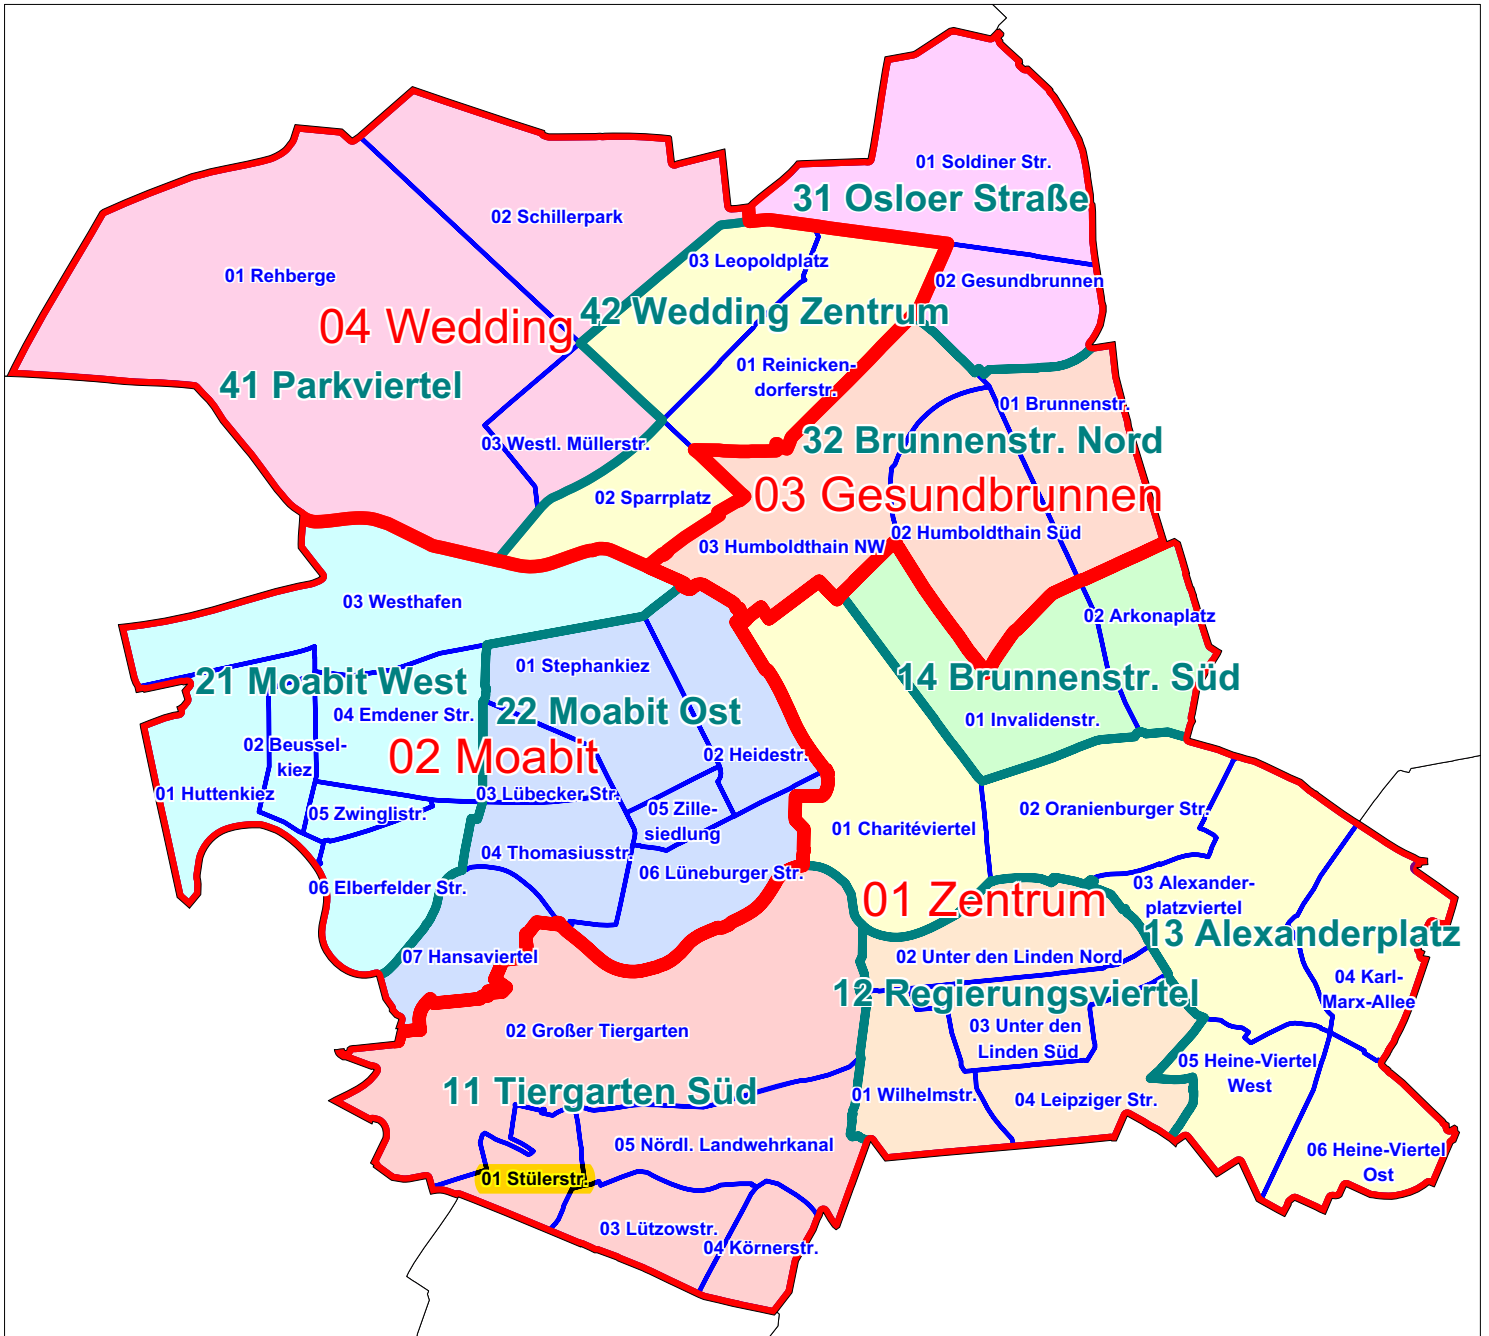 01 Soldiner Str.
31 Osloer Straße
02 Schillerpark
03 Leopoldplatz
01 Rehberge
02 Gesundbrunnen
42 Wedding Zentrum
04 Wedding
01 Reinicken-
dorferstr.
41 Parkviertel
01 Brunnenstr.
03 Westl. Müllerstr.
32 Brunnenstr. Nord
02 Sparrplatz
03 Gesundbrunnen
02 Humboldthain Süd
03 Humboldthain NW
03 Westhafen
02 Arkonaplatz
01 Stephankiez
21 Moabit West
14 Brunnenstr. Süd
04 Emdener Str.
22 Moabit Ost
01 Invalidenstr.
02 Beussel-
kiez
02 Moabit
02 Heidestr.
01 Huttenkiez
03 Lübecker Str.
05 Zwinglistr.
05 Zille-
siedlung
02 Oranienburger Str.
01 Charitéviertel
04 Thomasiusstr.
06 Lüneburger Str.
06 Elberfelder Str.
03 Alexander-
platzviertel
01 Zentrum
13 Alexanderplatz
07 Hansaviertel
02 Unter den Linden Nord
04 Karl-
Marx-Allee
12 Regierungsviertel
02 Großer Tiergarten
03 Unter den
Linden Süd
05 Heine-Viertel
West
11 Tiergarten Süd
01 Wilhelmstr.
04 Leipziger Str.
05 Nördl. Landwehrkanal
06 Heine-Viertel
Ost
01 Stülerstr.
03 Lützowstr.
04 Körnerstr.